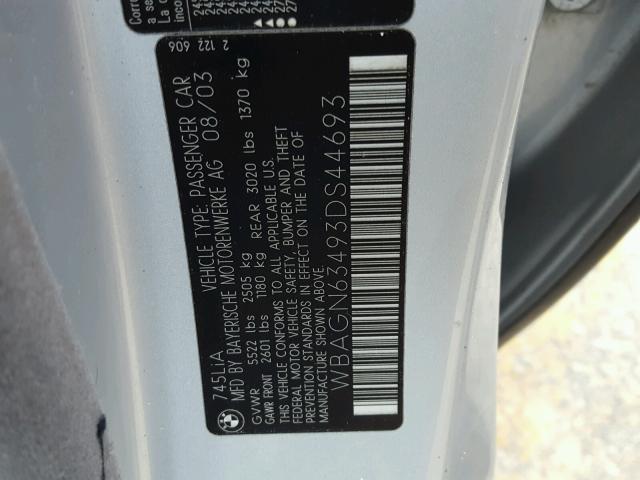 745LiA VEHICLE TYPE: PASSENGER CAR
MFD BY BAYERISCHE MOTORENWERKE AG 08/03
GVWR 5522 lbs 2505 kg
GAWR FRONT 2601 lbs 1180 kg REAR 3020 lbs 1370 kg
THIS VEHICLE CONFORMS TO ALL APPLICABLE US
FEDERAL MOTOR VEHICLE SAFETY, BUMPER AND THEFT
PREVENTION STANDARDS IN EFFECT ON THE DATE OF
MANUFACTURE SHOWN ABOVE.
WBAGN63493DS44693
2 122 606